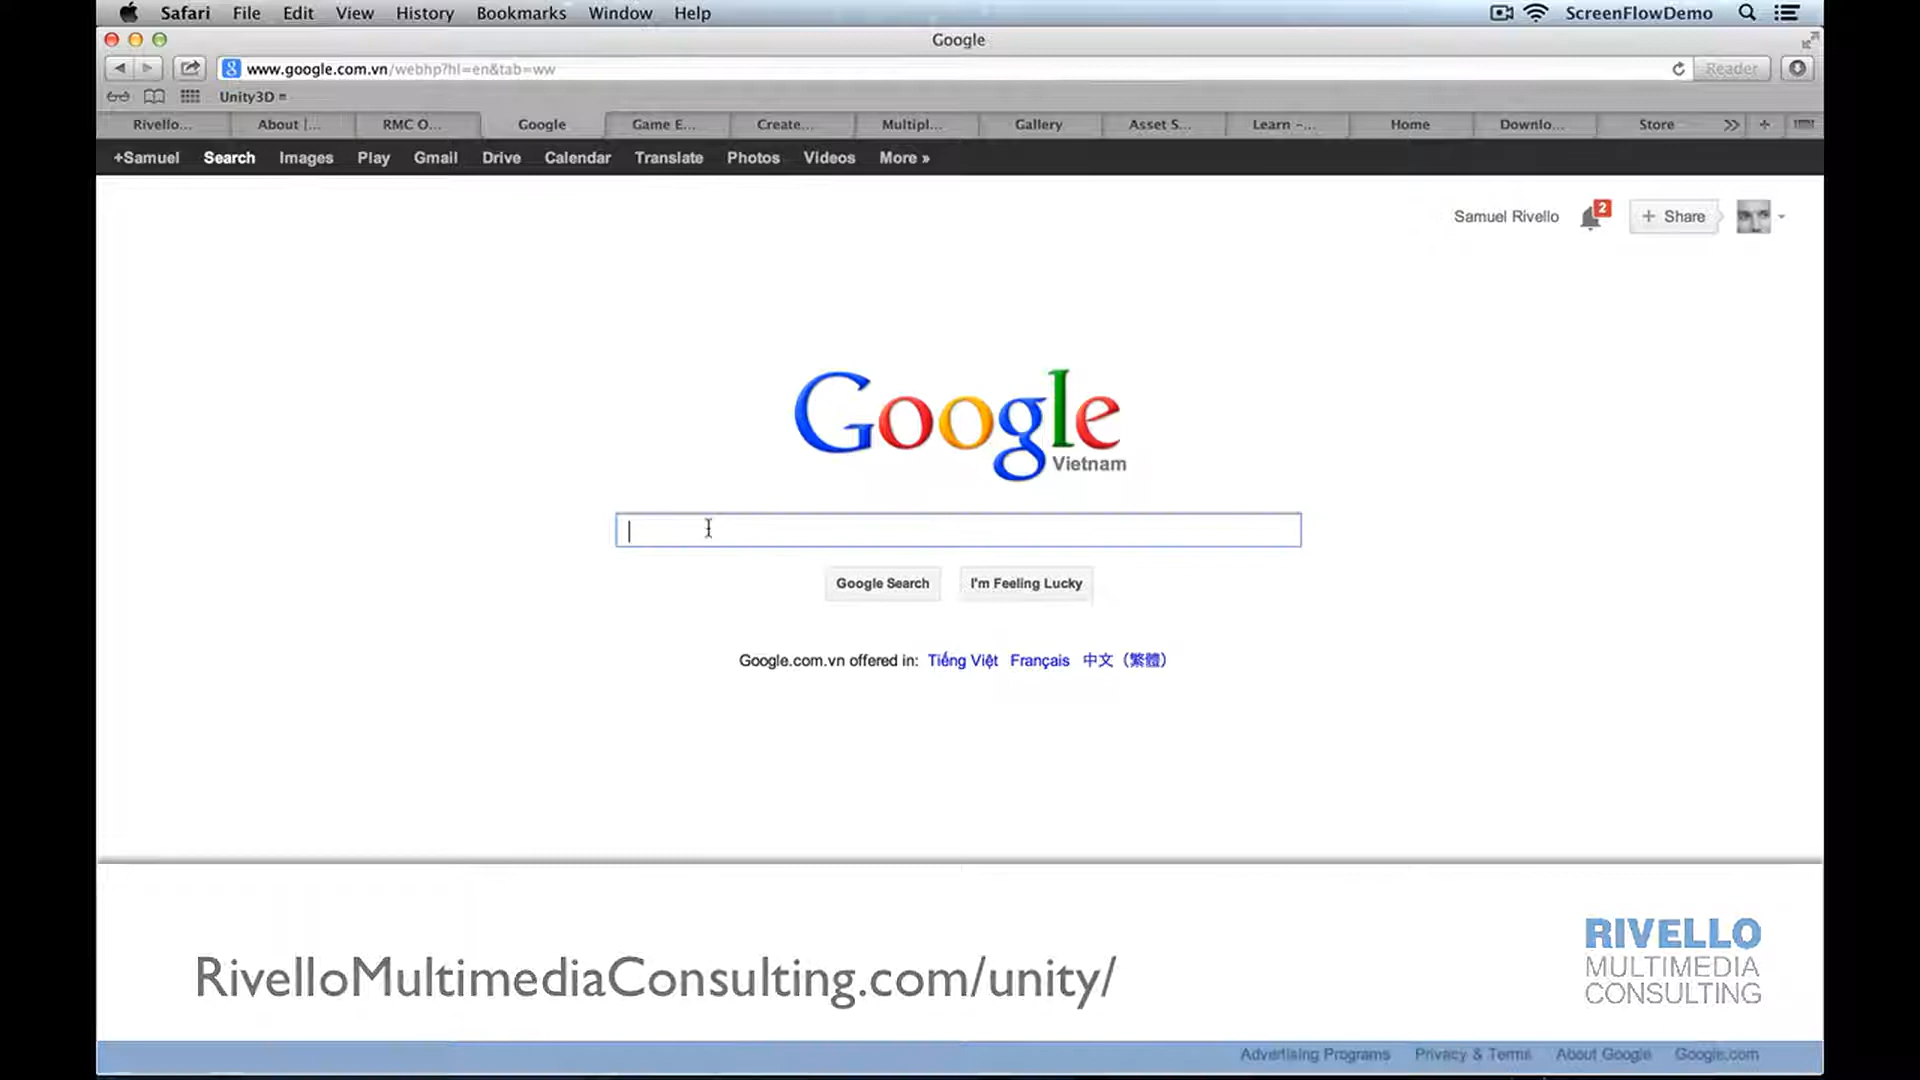 Safari File Edit View History Bookmarks Window Help ScreenFlowDemo
Google
www.google.com.vn/webhp?hl=en&tab=ww Reader
Unity3D
Rivello... About |... RMC O... Google Game E... Create... Multipl... Gallery Asset S... Learn –... Home Downlo... Store >> +
+Samuel Search Images Play Gmail Drive Calendar Translate Photos Videos More »
Samuel Rivello 2 + Share
Google
Vietnam
Google Search I'm Feeling Lucky
Google.com.vn offered in: Tiếng Việt Français 中文（繁體）
RivelloMultimediaConsulting.com/unity/
RIVELLO
MULTIMEDIA
CONSULTING
Advertising Programs Privacy & Terms About Google Google.com